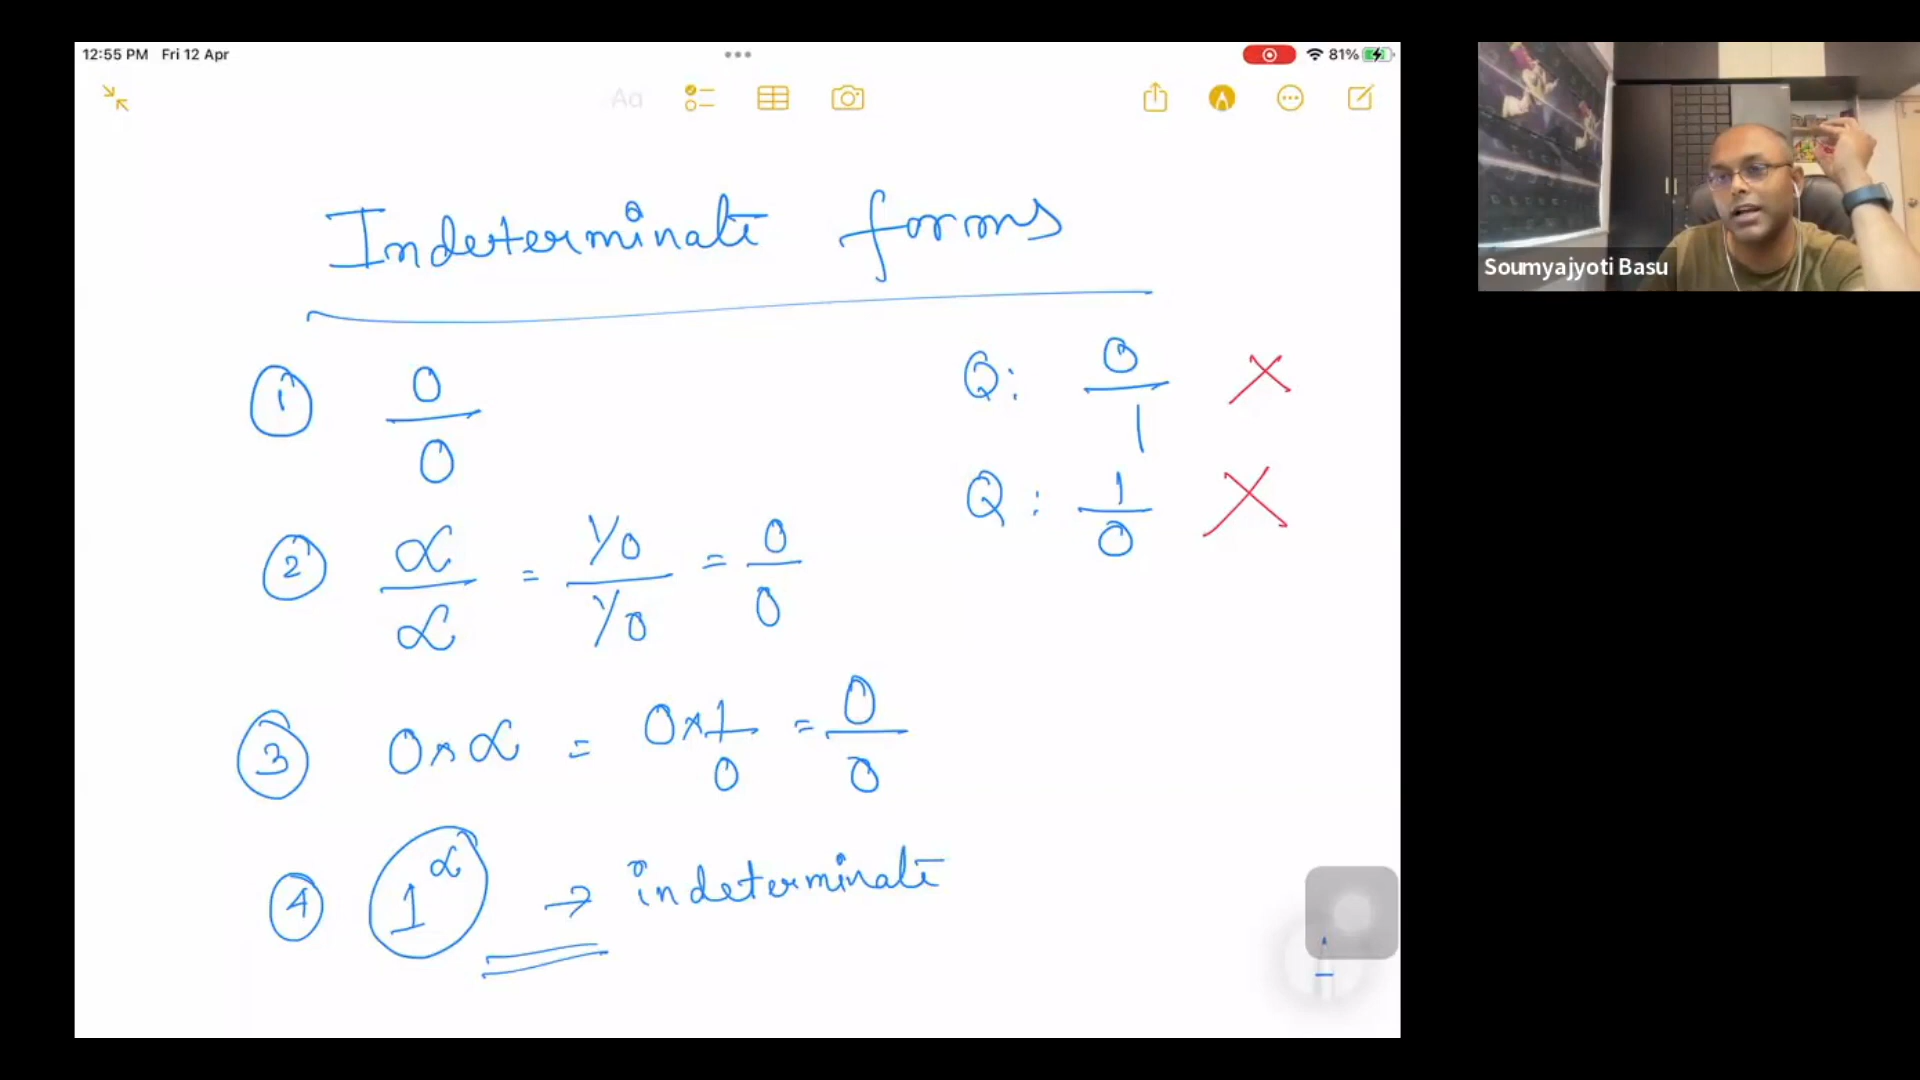 12:55 PM Fri 12 Apr
81%
Aa
Indeterminate forms
① 0/0
Q: 0/1 ×
Q: 1/0 ×
② ∝/∝ = (1/0)/(1/0) = 0/0
③ 0×∝ = 0×1/0 = 0/0
④ 1^∝ → indeterminate
Soumyajyoti Basu